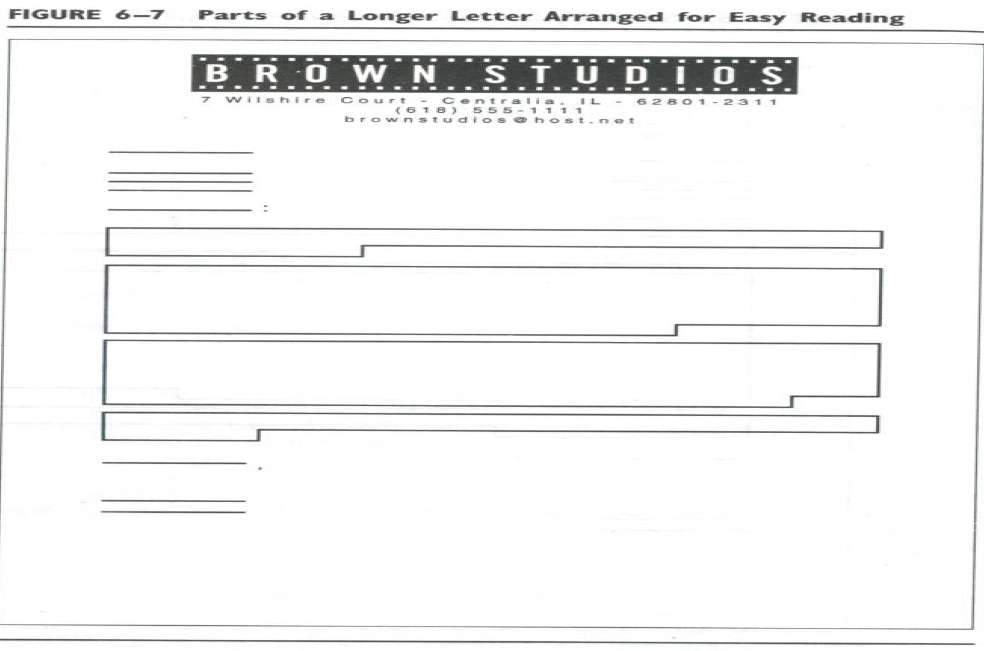 FIGURE 6–7 Parts of a Longer Letter Arranged for Easy Reading
BROWN STUDIOS
7 Wilshire Court - Centralia, IL - 62801-2311
(618) 555-1111
brownstudios@host.net
:
,